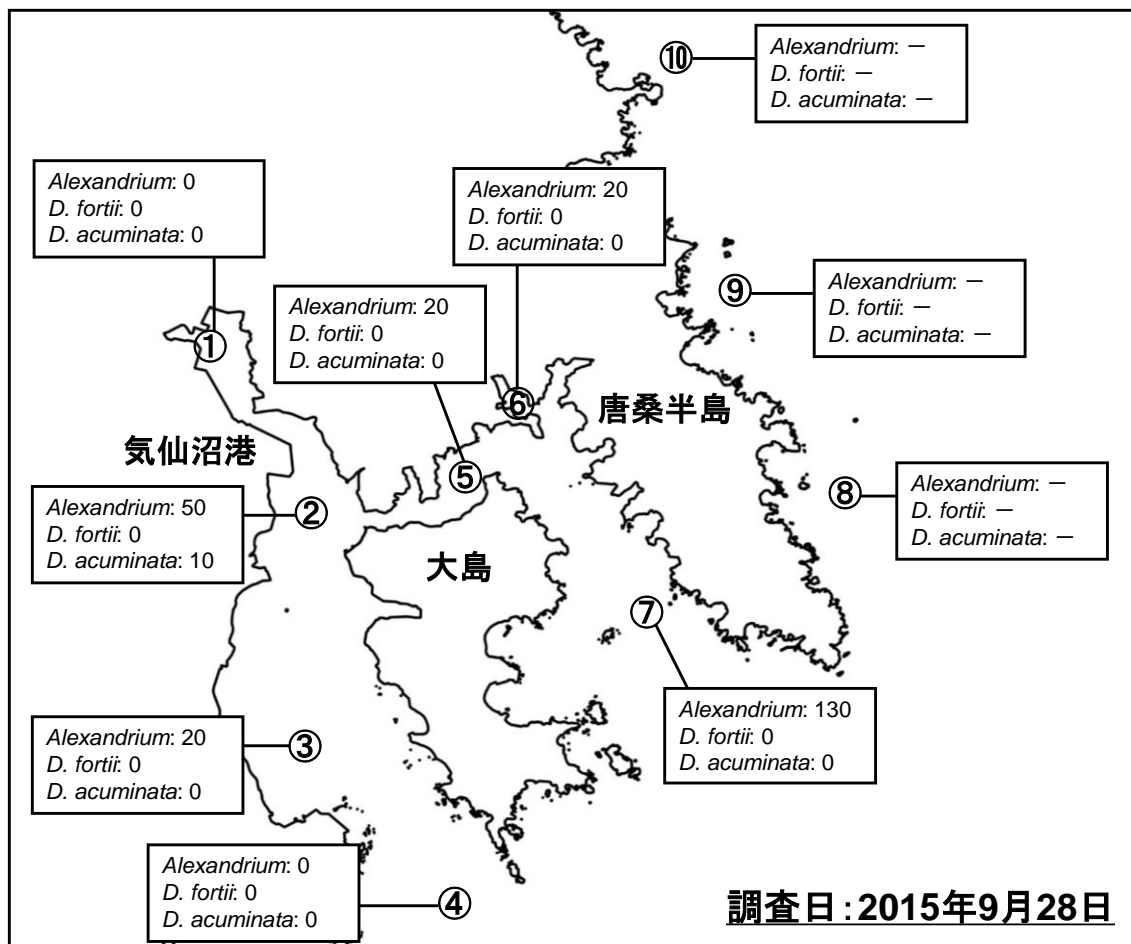 ⑩
Alexandrium: －
D. fortii: －
D. acuminata: －
Alexandrium: 0
D. fortii: 0
D. acuminata: 0
①
Alexandrium: 20
D. fortii: 0
D. acuminata: 0
⑥
⑨
Alexandrium: －
D. fortii: －
D. acuminata: －
Alexandrium: 20
D. fortii: 0
D. acuminata: 0
⑤
唐桑半島
気仙沼港
Alexandrium: 50
D. fortii: 0
D. acuminata: 10
②
⑧
Alexandrium: －
D. fortii: －
D. acuminata: －
大島
⑦
Alexandrium: 130
D. fortii: 0
D. acuminata: 0
Alexandrium: 20
D. fortii: 0
D. acuminata: 0
③
Alexandrium: 0
D. fortii: 0
D. acuminata: 0
④
調査日：2015年9月28日